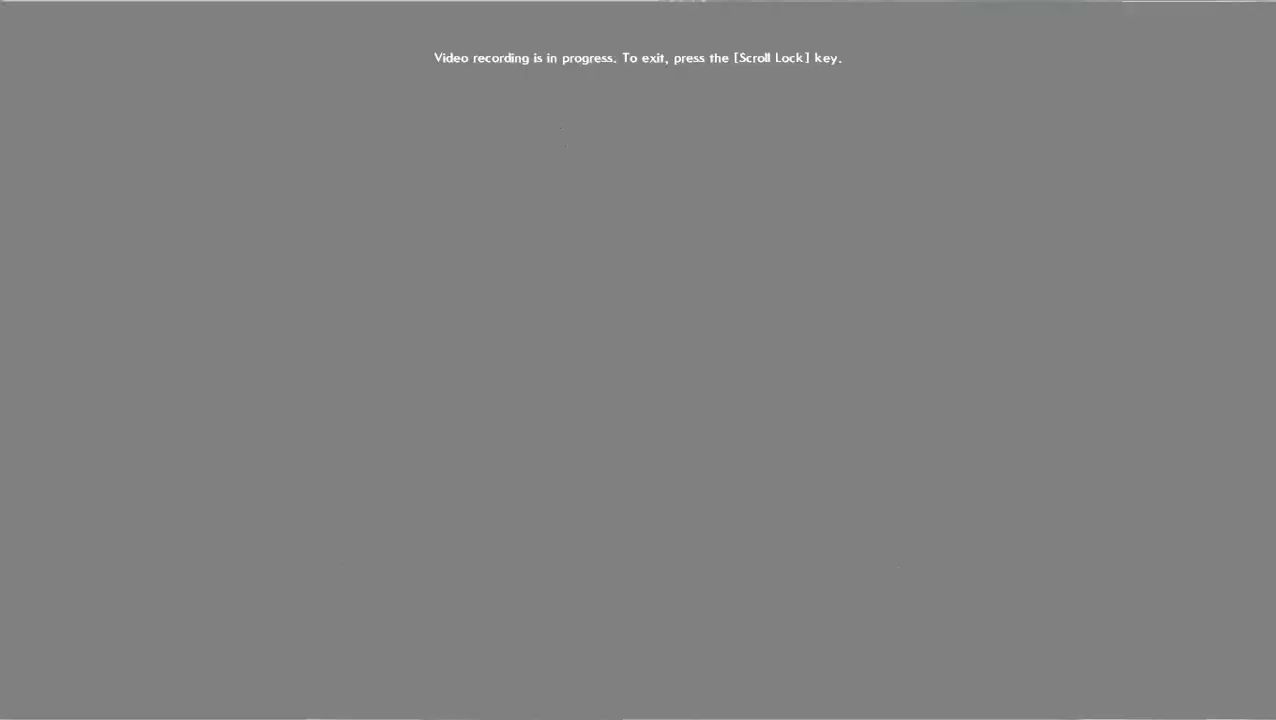 Video recording is in progress. To exit, press the [Scroll Lock] key.